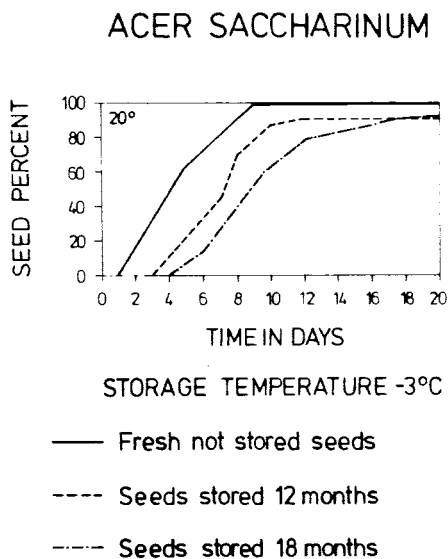 ACER SACCHARINUM
SEED PERCENT
100
80
60
40
20
0
20°
0 2 4 6 8 10 12 14 16 18 20
TIME IN DAYS
STORAGE TEMPERATURE -3°C
Fresh not stored seeds
Seeds stored 12 months
Seeds stored 18 months